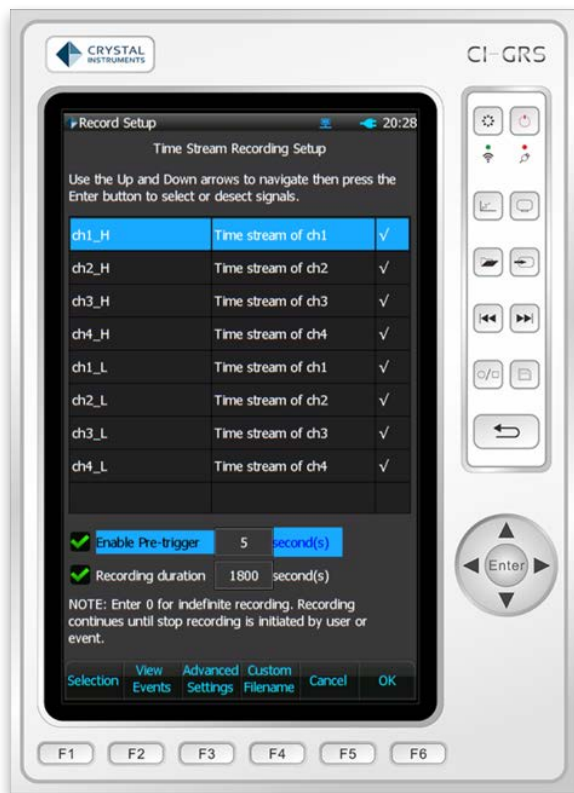 CRYSTAL
INSTRUMENTS
CI-GRS
Record Setup 20:28
Time Stream Recording Setup
Use the Up and Down arrows to navigate then press the
Enter button to select or desect signals.
ch1_H Time stream of ch1 √
ch2_H Time stream of ch2 √
ch3_H Time stream of ch3 √
ch4_H Time stream of ch4 √
ch1_L Time stream of ch1 √
ch2_L Time stream of ch2 √
ch3_L Time stream of ch3 √
ch4_L Time stream of ch4 √
Enable Pre-trigger 5 second(s)
Recording duration 1800 second(s)
NOTE: Enter 0 for indefinite recording. Recording
continues until stop recording is initiated by user or
event.
Selection View Events Advanced Settings Custom Filename Cancel OK
Enter
F1 F2 F3 F4 F5 F6